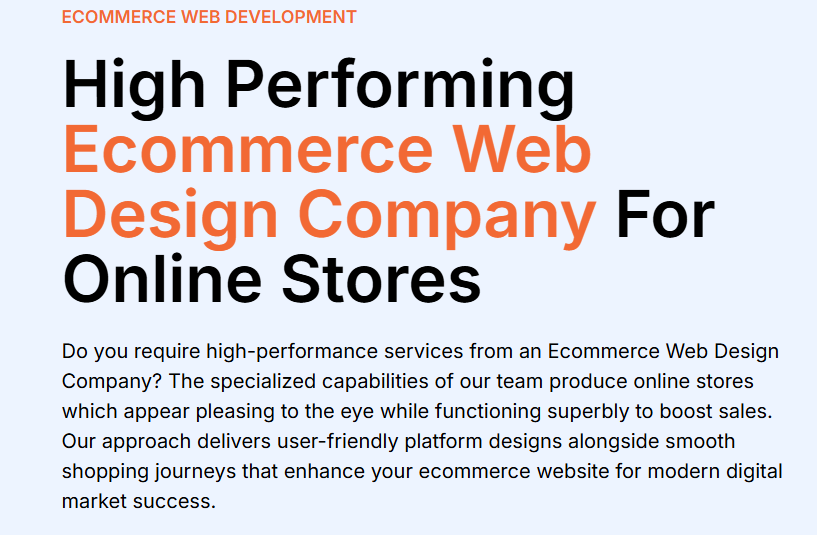 ECOMMERCE WEB DEVELOPMENT
High Performing
Ecommerce Web
Design Company For
Online Stores
Do you require high-performance services from an Ecommerce Web Design
Company? The specialized capabilities of our team produce online stores
which appear pleasing to the eye while functioning superbly to boost sales.
Our approach delivers user-friendly platform designs alongside smooth
shopping journeys that enhance your ecommerce website for modern digital
market success.